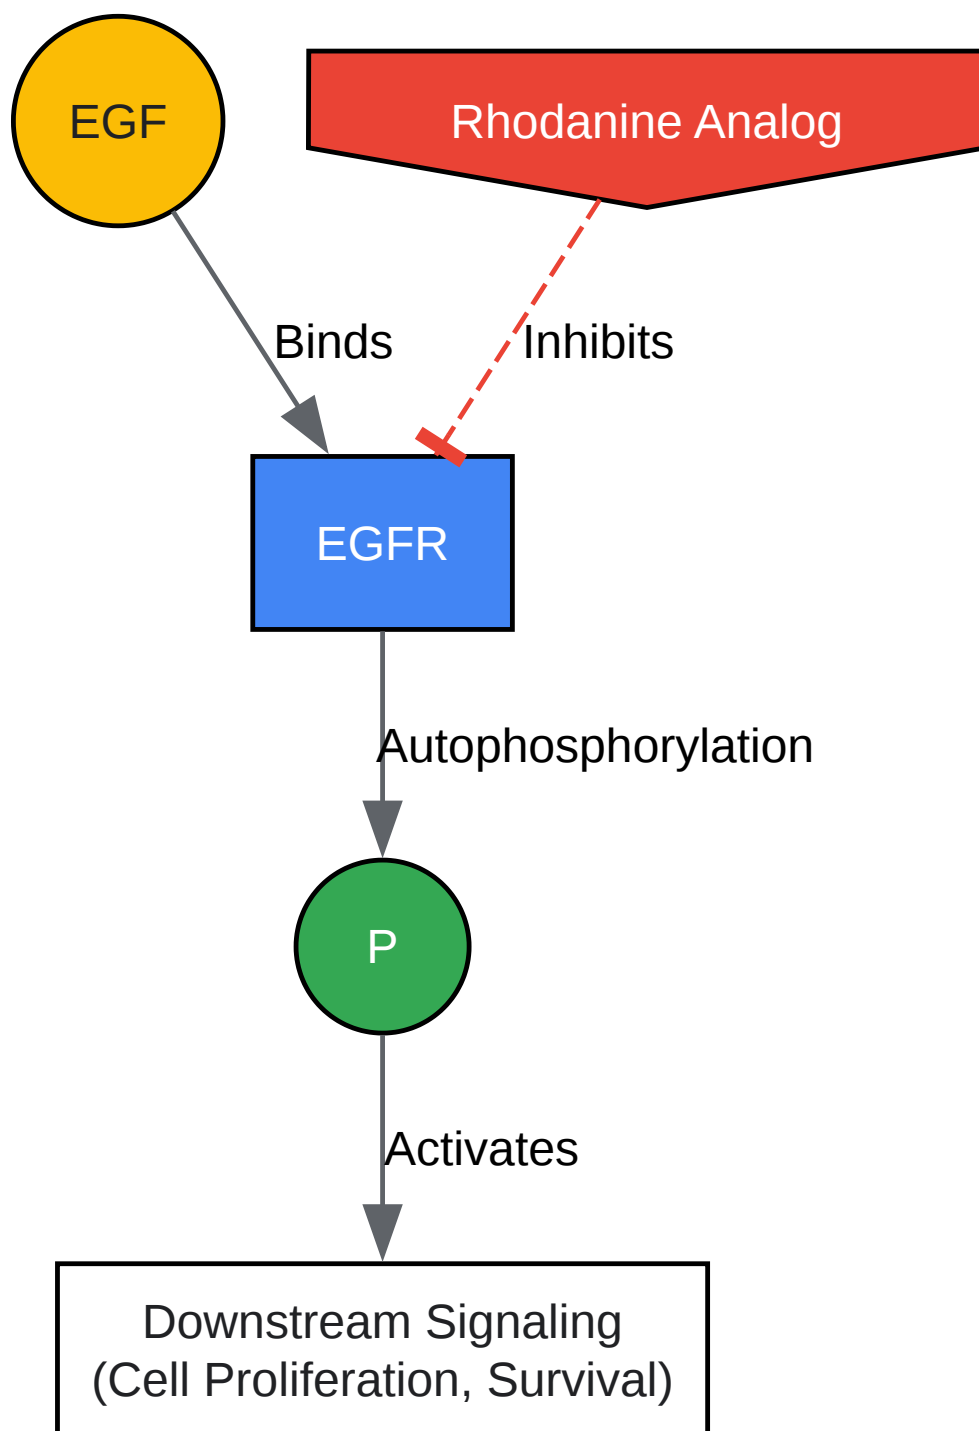 EGF
Rhodanine Analog
Binds
Inhibits
EGFR
Autophosphorylation
P
Activates
Downstream Signaling
(Cell Proliferation, Survival)